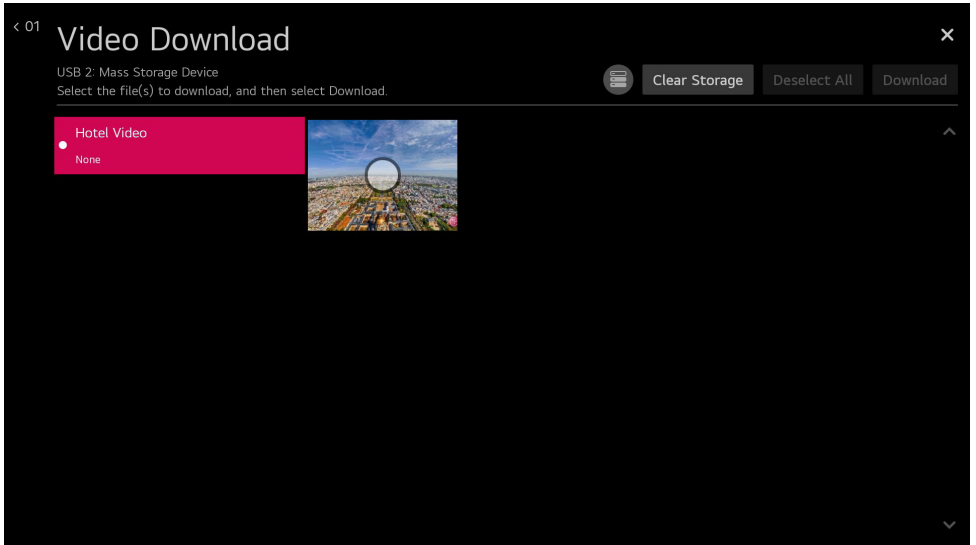 < 01
Video Download
USB 2: Mass Storage Device
Select the file(s) to download, and then select Download.
Clear Storage
Deselect All
Download
Hotel Video
None